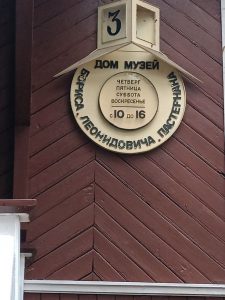 3
ДОМ МУЗЕЙ
БОРИСА ЛЕОНИДОВИЧА ПАСТЕРНАКА
ЧЕТВЕРГ
ПЯТНИЦА
СУББОТА
ВОСКРЕСЕНЬЕ
с 10 до 16